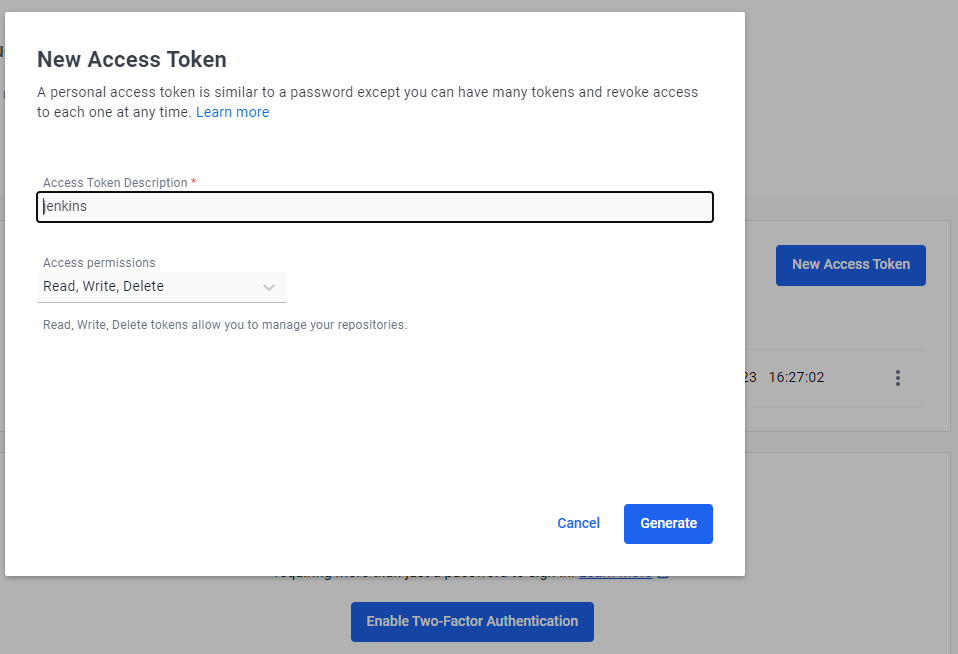 New Access Token
A personal access token is similar to a password except you can have many tokens and revoke access
to each one at any time. Learn more
Access Token Description *
jenkins
Access permissions
Read, Write, Delete
Read, Write, Delete tokens allow you to manage your repositories.
Cancel
Generate
New Access Token
23 16:27:02
requiring more than just a password to sign in. Learn more
Enable Two-Factor Authentication